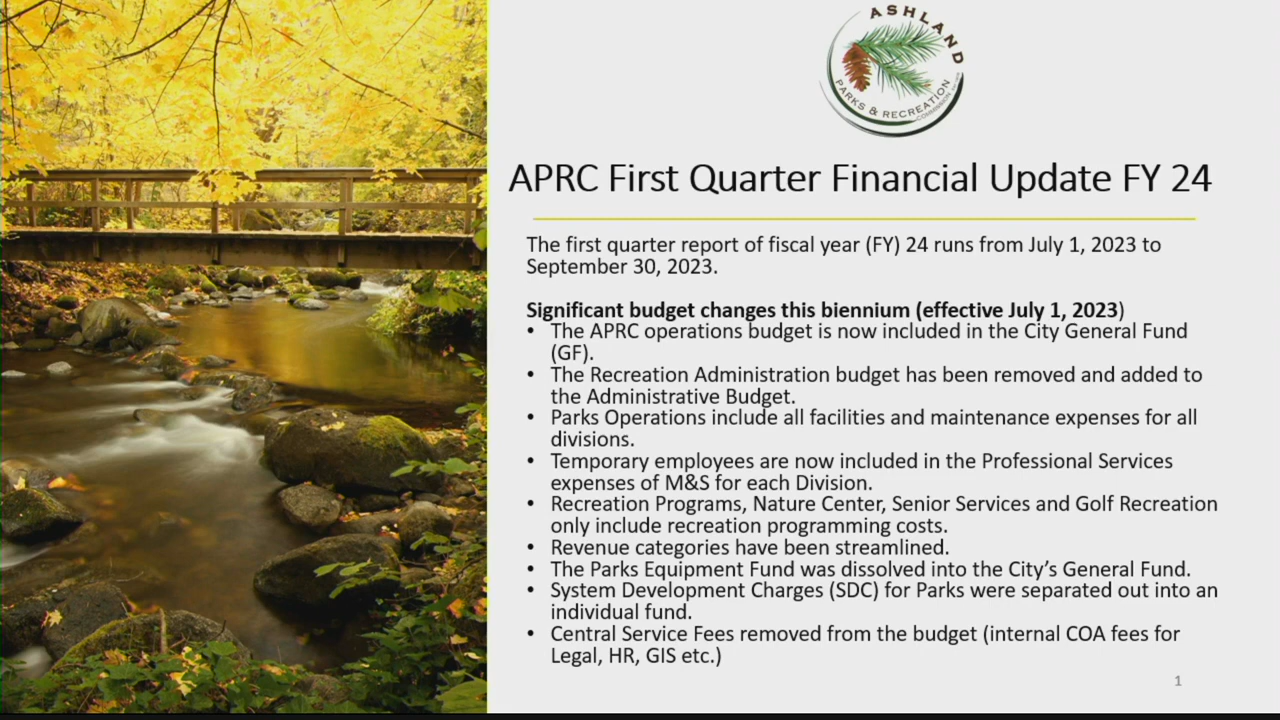 ASHLAND
PARKS & RECREATION
COMMISSION
APRC First Quarter Financial Update FY 24
The first quarter report of fiscal year (FY) 24 runs from July 1, 2023 to
September 30, 2023.
Significant budget changes this biennium (effective July 1, 2023)
• The APRC operations budget is now included in the City General Fund
(GF).
• The Recreation Administration budget has been removed and added to
the Administrative Budget.
• Parks Operations include all facilities and maintenance expenses for all
divisions.
• Temporary employees are now included in the Professional Services
expenses of M&S for each Division.
• Recreation Programs, Nature Center, Senior Services and Golf Recreation
only include recreation programming costs.
• Revenue categories have been streamlined.
• The Parks Equipment Fund was dissolved into the City's General Fund.
• System Development Charges (SDC) for Parks were separated out into an
individual fund.
• Central Service Fees removed from the budget (internal COA fees for
Legal, HR, GIS etc.)
1